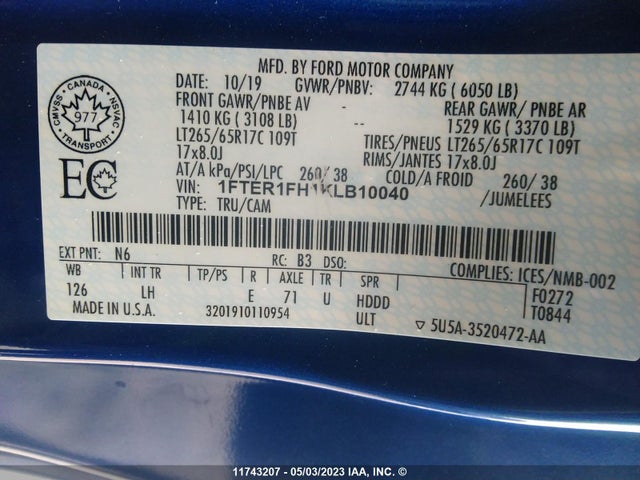 MFD. BY FORD MOTOR COMPANY
DATE: 10/19 GVWR/PNBV: 2744 KG ( 6050 LB)
FRONT GAWR/PNBE AV - REAR GAWR/ PNBE AR
1410 KG ( 3108 LB) -- 1529 KG ( 3370 LB)
LT265/65R17C 109T TIRES/PNEUS LT265/65R17C 109T
17x8.0J RIMS/JANTES 17x8.0J
AT/A kPa/PSI/LPC 260/ 38 COLD/A FROID 260/ 38
VIN: 1FTER1FH1KLB10040 /JUMELEES
TYPE: TRU/CAM
CANADA
CMVSS
NSVAC
977
TRANSPORT
EC
EXT PNT: N6 RC: B3 DSO: COMPLIES: ICES/NMB-002
WB INT TR TP/PS R AXLE TR SPR F0272
126 LH E 71 U HDDD T0844
MADE IN U.S.A. 3201910110954 ULT ▽ 5U5A-3520472-AA
11743207 - 05/03/2023 IAA, INC. ©